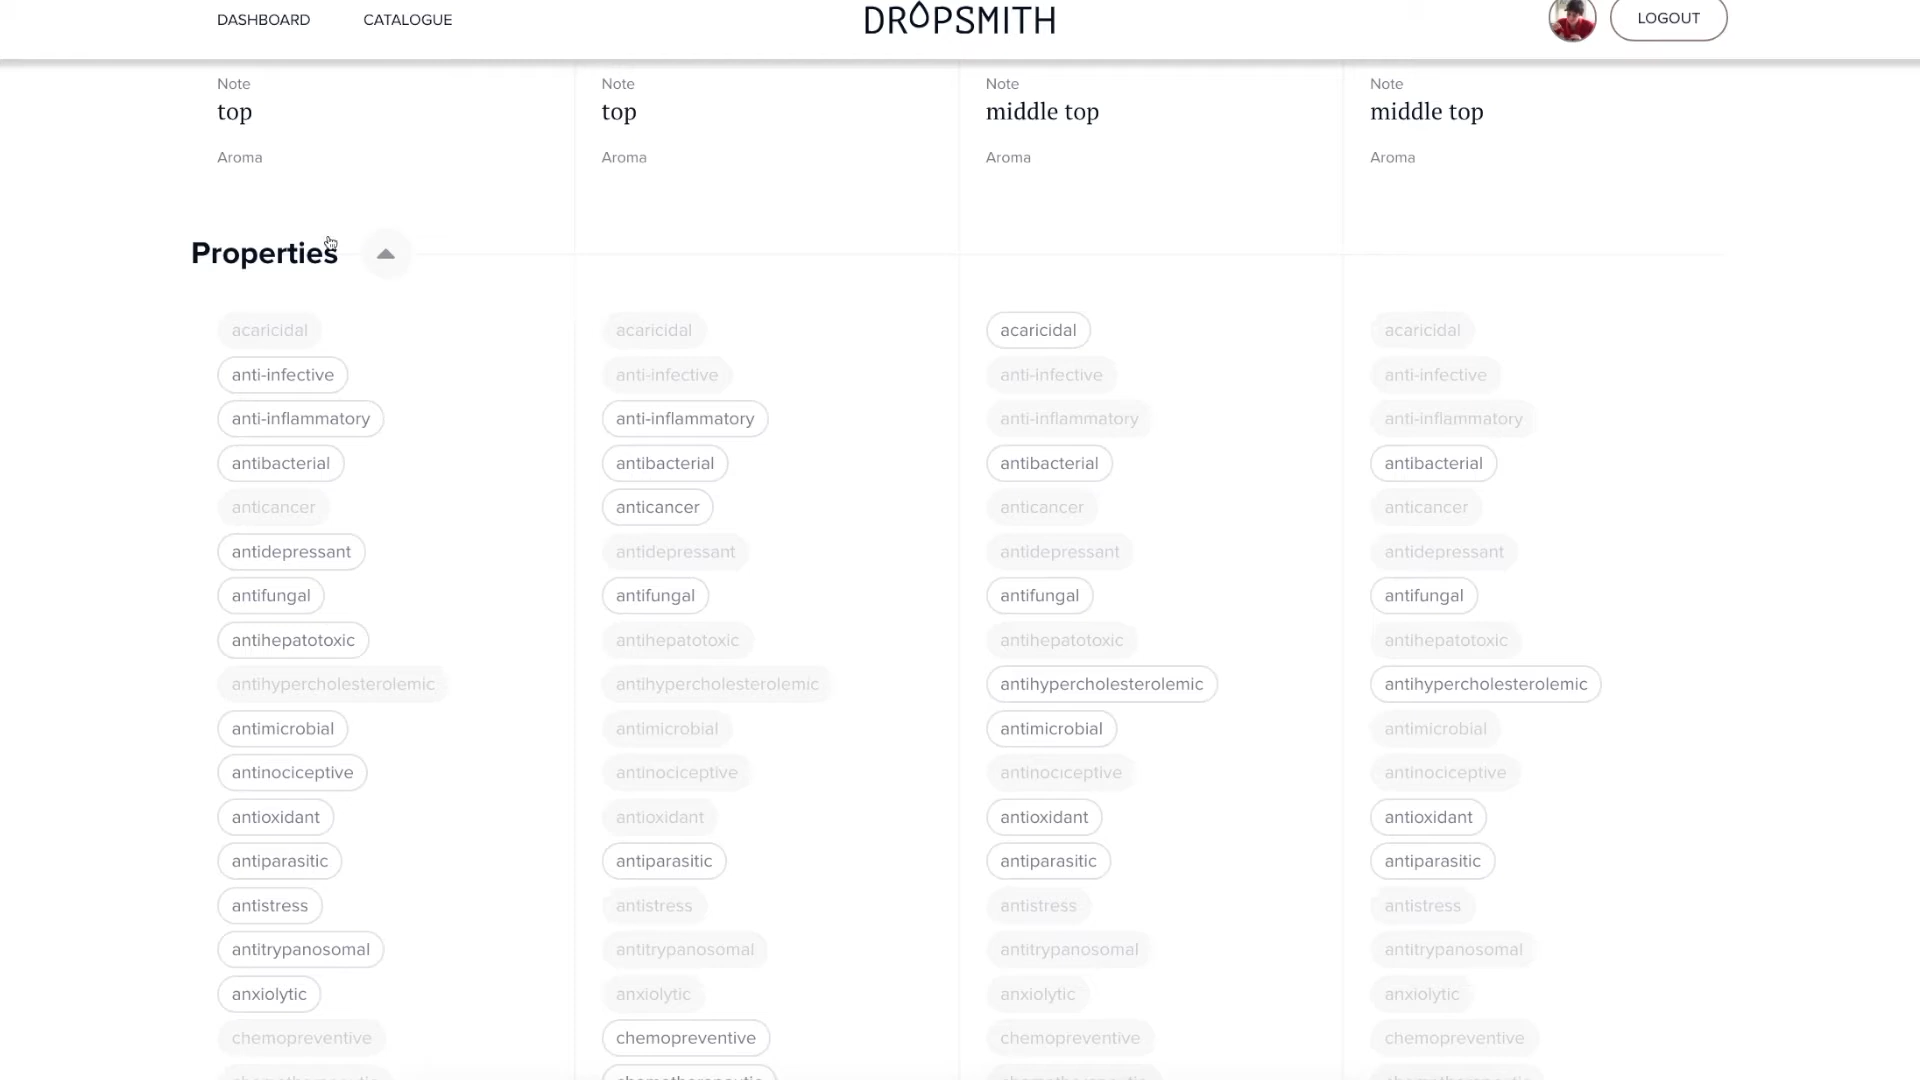 DASHBOARD CATALOGUE DROPSMITH LOGOUT
Note Note Note Note
top top middle top middle top
Aroma Aroma Aroma Aroma
Properties
acaricidal acaricidal acaricidal acaricidal
anti-infective anti-infective anti-infective anti-infective
anti-inflammatory anti-inflammatory anti-inflammatory anti-inflammatory
antibacterial antibacterial antibacterial antibacterial
anticancer anticancer anticancer anticancer
antidepressant antidepressant antidepressant antidepressant
antifungal antifungal antifungal antifungal
antihepatotoxic antihepatotoxic antihepatotoxic antihepatotoxic
antihypercholesterolemic antihypercholesterolemic antihypercholesterolemic antihypercholesterolemic
antimicrobial antimicrobial antimicrobial antimicrobial
antinociceptive antinociceptive antinociceptive antinociceptive
antioxidant antioxidant antioxidant antioxidant
antiparasitic antiparasitic antiparasitic antiparasitic
antistress antistress antistress antistress
antitrypanosomal antitrypanosomal antitrypanosomal antitrypanosomal
anxiolytic anxiolytic anxiolytic anxiolytic
chemopreventive chemopreventive chemopreventive chemopreventive